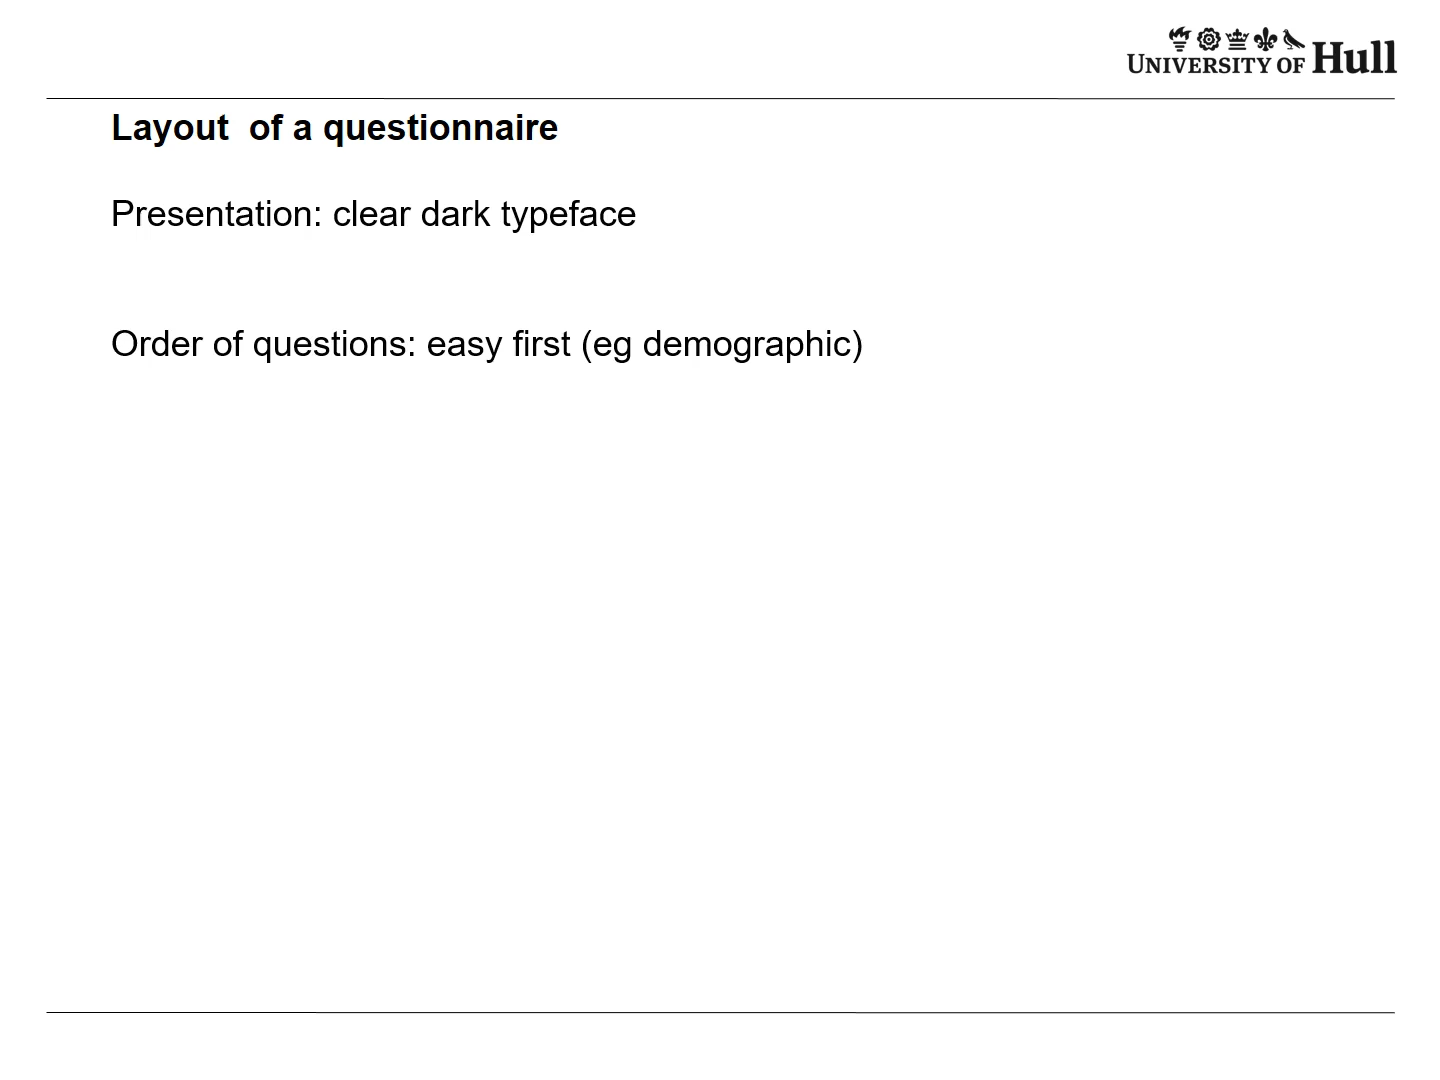 UNIVERSITY OF Hull
Layout  of a questionnaire
Presentation: clear dark typeface
Order of questions: easy first (eg demographic)